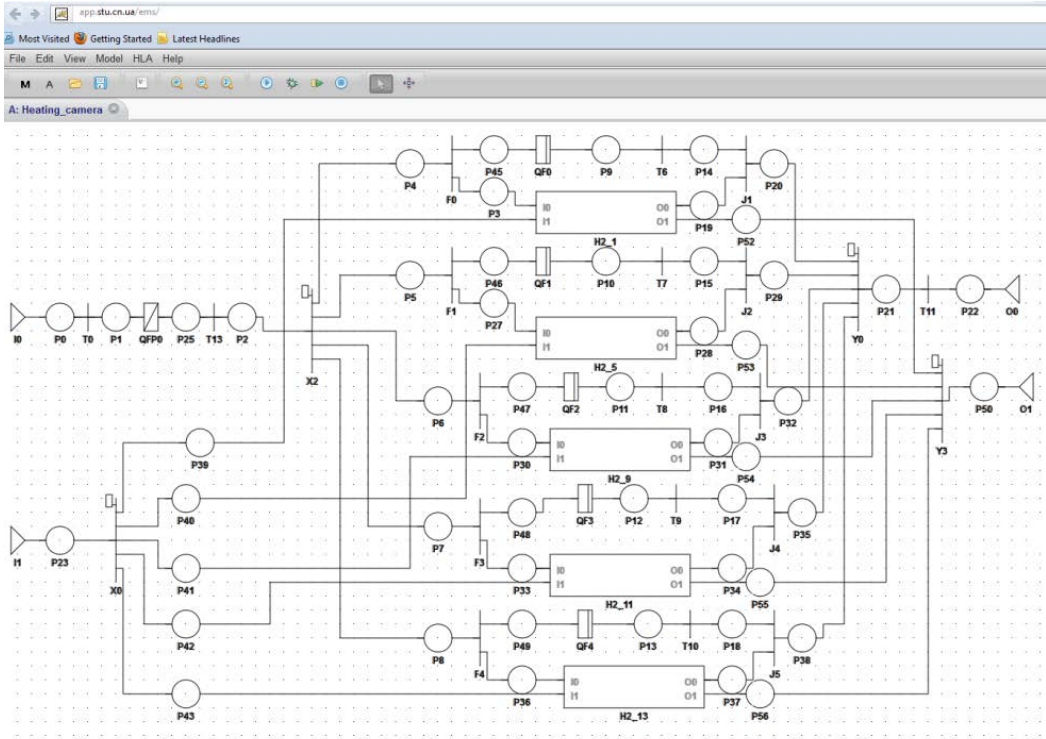 app.stu.cn.ua/ems/
Most Visited Getting Started Latest Headlines
File Edit View Model HLA Help
M A
A: Heating_camera
P4 F0 P45 QF0 P9 T6 P14 J1 P20
P3 I0 I1 O0 O1 P19 P52
H2_1
P5 F1 P46 QF1 P10 T7 P15 J2 P29
P27 I0 I1 O0 O1 P28 P53
H2_5
I0 P0 T0 P1 QFP0 P25 T13 P2 X2
Y0 P21 T11 P22 O0
P6 F2 P47 QF2 P11 T8 P16 J3 P32
P30 I0 I1 O0 O1 P31 P54
H2_9
Y3 P50 O1
P39
P40
I1 P23 X0 P41
P42
P43
P7 F3 P48 QF3 P12 T9 P17 J4 P35
P33 I0 I1 O0 O1 P34 P55
H2_11
P8 F4 P49 QF4 P13 T10 P18 J5 P38
P36 I0 I1 O0 O1 P37 P56
H2_13